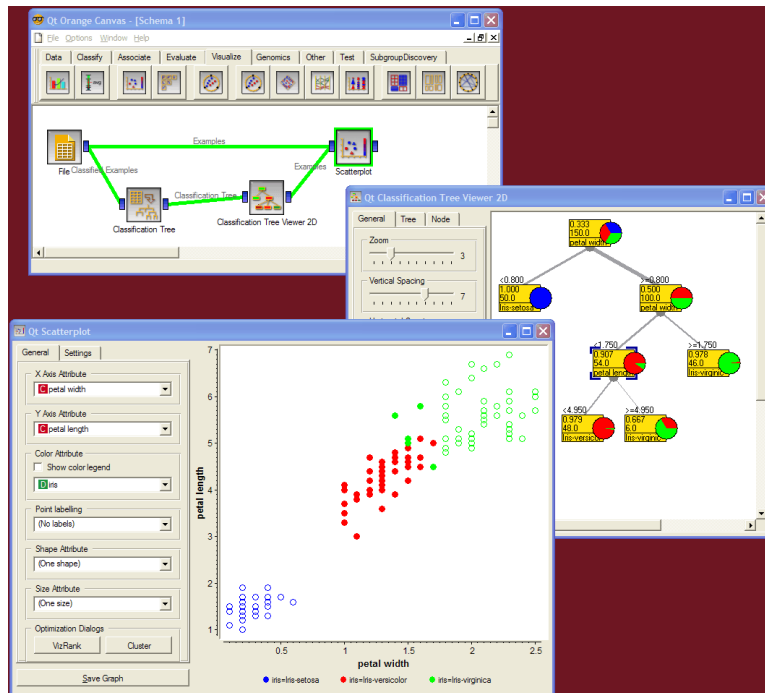 Qt Orange Canvas - [Schema 1]
File Options Window Help
Data Classify Associate Evaluate Visualize Genomics Other Test SubgroupDiscovery
Examples
File
Classified Examples
Classification Tree
Classification Tree
Classification Tree Viewer 2D
Examples
Scatterplot
Qt Classification Tree Viewer 2D
General Tree Node
Zoom
3
Vertical Spacing
7
0.333
150.0
petal width
<0.800
1.000
50.0
Iris-setosa
>=0.800
0.500
100.0
petal width
<1.750
0.907
54.0
petal length
>=1.750
0.978
46.0
Iris-virginic
<4.950
0.979
48.0
Iris-versicolor
>=4.950
0.667
6.0
Iris-virginic
Qt Scatterplot
General Settings
X Axis Attribute
C petal width
Y Axis Attribute
C petal length
Color Attribute
Show color legend
D iris
Point labelling
(No labels)
Shape Attribute
(One shape)
Size Attribute
(One size)
Optimization Dialogs
VizRank Cluster
Save Graph
petal length
7
6
5
4
3
2
1
0.5 1 1.5 2 2.5
petal width
iris=Iris-setosa iris=Iris-versicolor iris=Iris-virginica